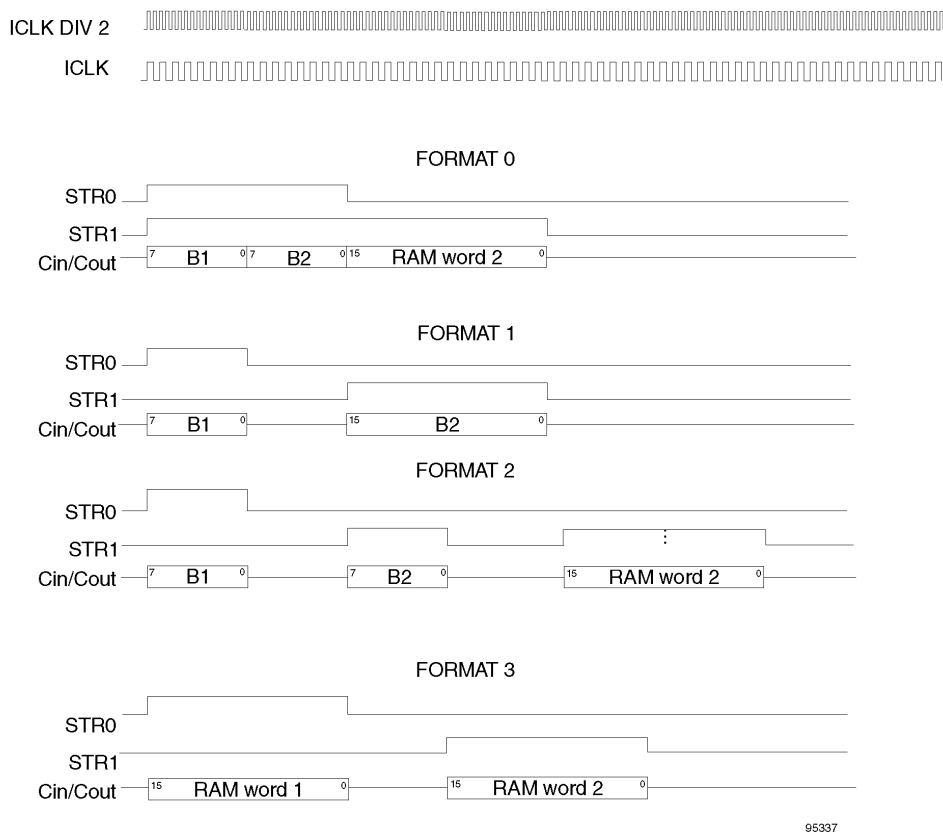 ICLK DIV 2
ICLK
FORMAT 0
STR0
STR1
Cin/Cout 7 B1 0 7 B2 0 15 RAM word 2 0
FORMAT 1
STR0
STR1
Cin/Cout 7 B1 0 15 B2 0
FORMAT 2
STR0
STR1
Cin/Cout 7 B1 0 7 B2 0 15 RAM word 2 0
FORMAT 3
STR0
STR1
Cin/Cout 15 RAM word 1 0 15 RAM word 2 0
95337